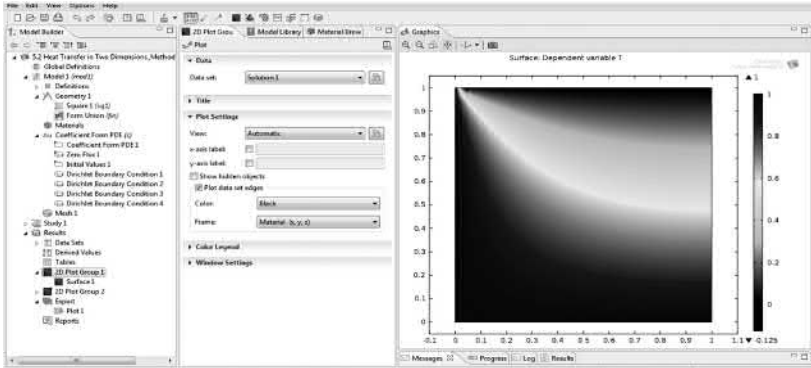 File Edit View Options Help
Model Builder
5.2 Heat Transfer in Two Dimensions_Method
Global Definitions
Model 1 (mod1)
Definitions
Geometry 1
Square 1 (sq1)
Form Union (fin)
Materials
Coefficient Form PDE (c)
Coefficient Form PDE 1
Zero Flux 1
Initial Values 1
Dirichlet Boundary Condition 1
Dirichlet Boundary Condition 2
Dirichlet Boundary Condition 3
Dirichlet Boundary Condition 4
Mesh 1
Study 1
Results
Data Sets
Derived Values
Tables
2D Plot Group 1
Surface 1
2D Plot Group 2
Export
Plot 1
Reports
2D Plot Grou
Model Library
Material Brow
Plot
Data
Data set: Solution 1
Title
Plot Settings
View: Automatic
x-axis label:
y-axis label:
Show hidden objects
Plot data set edges
Color: Black
Frame: Material (x, y, z)
Color Legend
Window Settings
Graphics
Surface: Dependent variable T
▲ 1
1
0.9
0.8
0.7
0.6
0.5
0.4
0.3
0.2
0.1
0
-0.1 0 0.1 0.2 0.3 0.4 0.5 0.6 0.7 0.8 0.9 1 1.1
1
0.8
0.6
0.4
0.2
0
▼ -0.125
Messages Progress Log Results